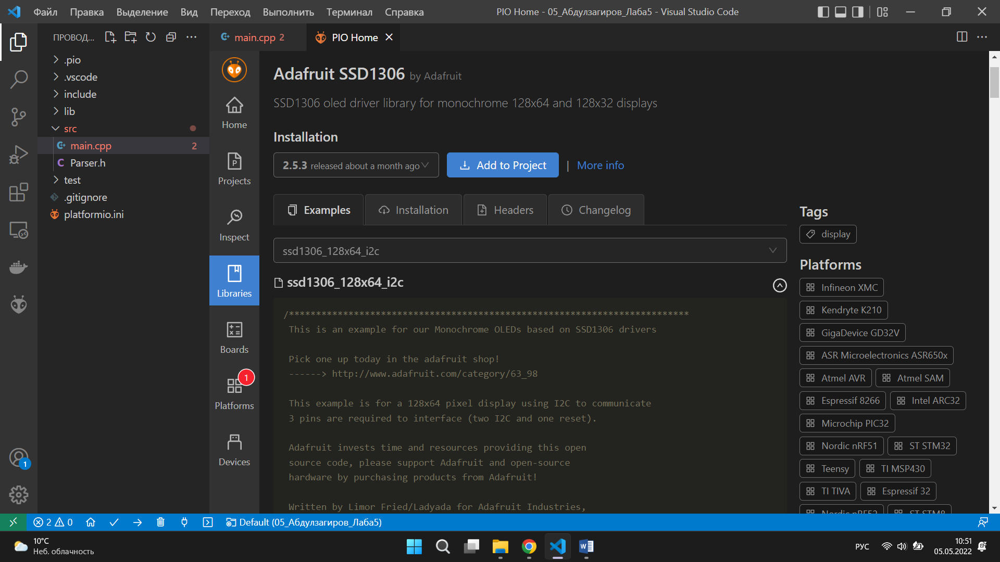 Файл Правка Выделение Вид Переход Выполнить Терминал Справка
PIO Home - 05_Абдулзагиров_Лаба5 - Visual Studio Code
ПРОВОД...
main.cpp 2
PIO Home
.pio
.vscode
include
lib
src
main.cpp 2
Parser.h
test
.gitignore
platformio.ini
Home
Projects
Inspect
Libraries
Boards
1
Platforms
Devices
Adafruit SSD1306 by Adafruit
SSD1306 oled driver library for monochrome 128x64 and 128x32 displays
Installation
2.5.3 released about a month ago
Add to Project
| More info
Examples
Installation
Headers
Changelog
ssd1306_128x64_i2c
ssd1306_128x64_i2c
/**************************************************************************
This is an example for our Monochrome OLEDs based on SSD1306 drivers
Pick one up today in the adafruit shop!
------> http://www.adafruit.com/category/63_98
This example is for a 128x64 pixel display using I2C to communicate
3 pins are required to interface (two I2C and one reset).
Adafruit invests time and resources providing this open
source code, please support Adafruit and open-source
hardware by purchasing products from Adafruit!
Written by Limor Fried/Ladyada for Adafruit Industries,
Tags
display
Platforms
Infineon XMC
Kendryte K210
GigaDevice GD32V
ASR Microelectronics ASR650x
Atmel AVR Atmel SAM
Espressif 8266 Intel ARC32
Microchip PIC32
Nordic nRF51 ST STM32
Teensy TI MSP430
TI TIVA Espressif 32
Nordic nRF52 ST STM8
1
2 0
Default (05_Абдулзагиров_Лаба5)
10°C
Неб. облачность
РУС
10:51
05.05.2022